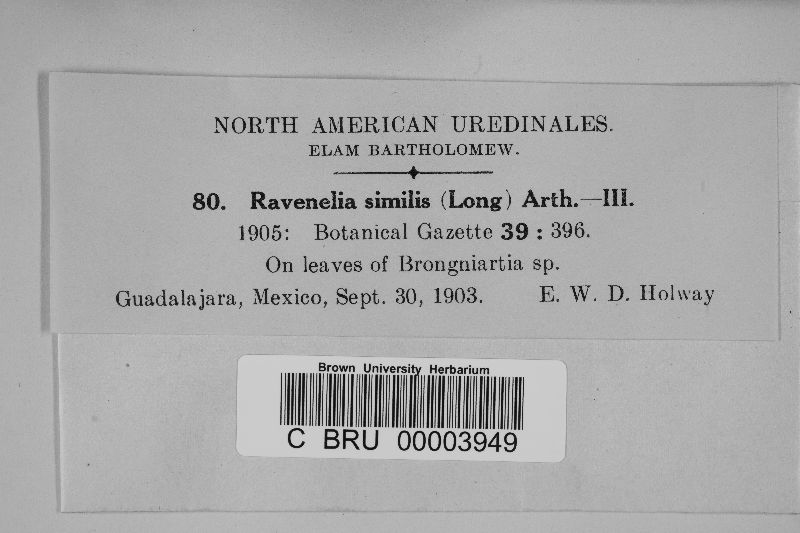 NORTH AMERICAN UREDINALES.
ELAM BARTHOLOMEW.
80. Ravenelia similis (Long) Arth.—III.
1905: Botanical Gazette 39 : 396.
On leaves of Brongniartia sp.
Guadalajara, Mexico, Sept. 30, 1903. E. W. D. Holway
Brown University Herbarium
C BRU 00003949